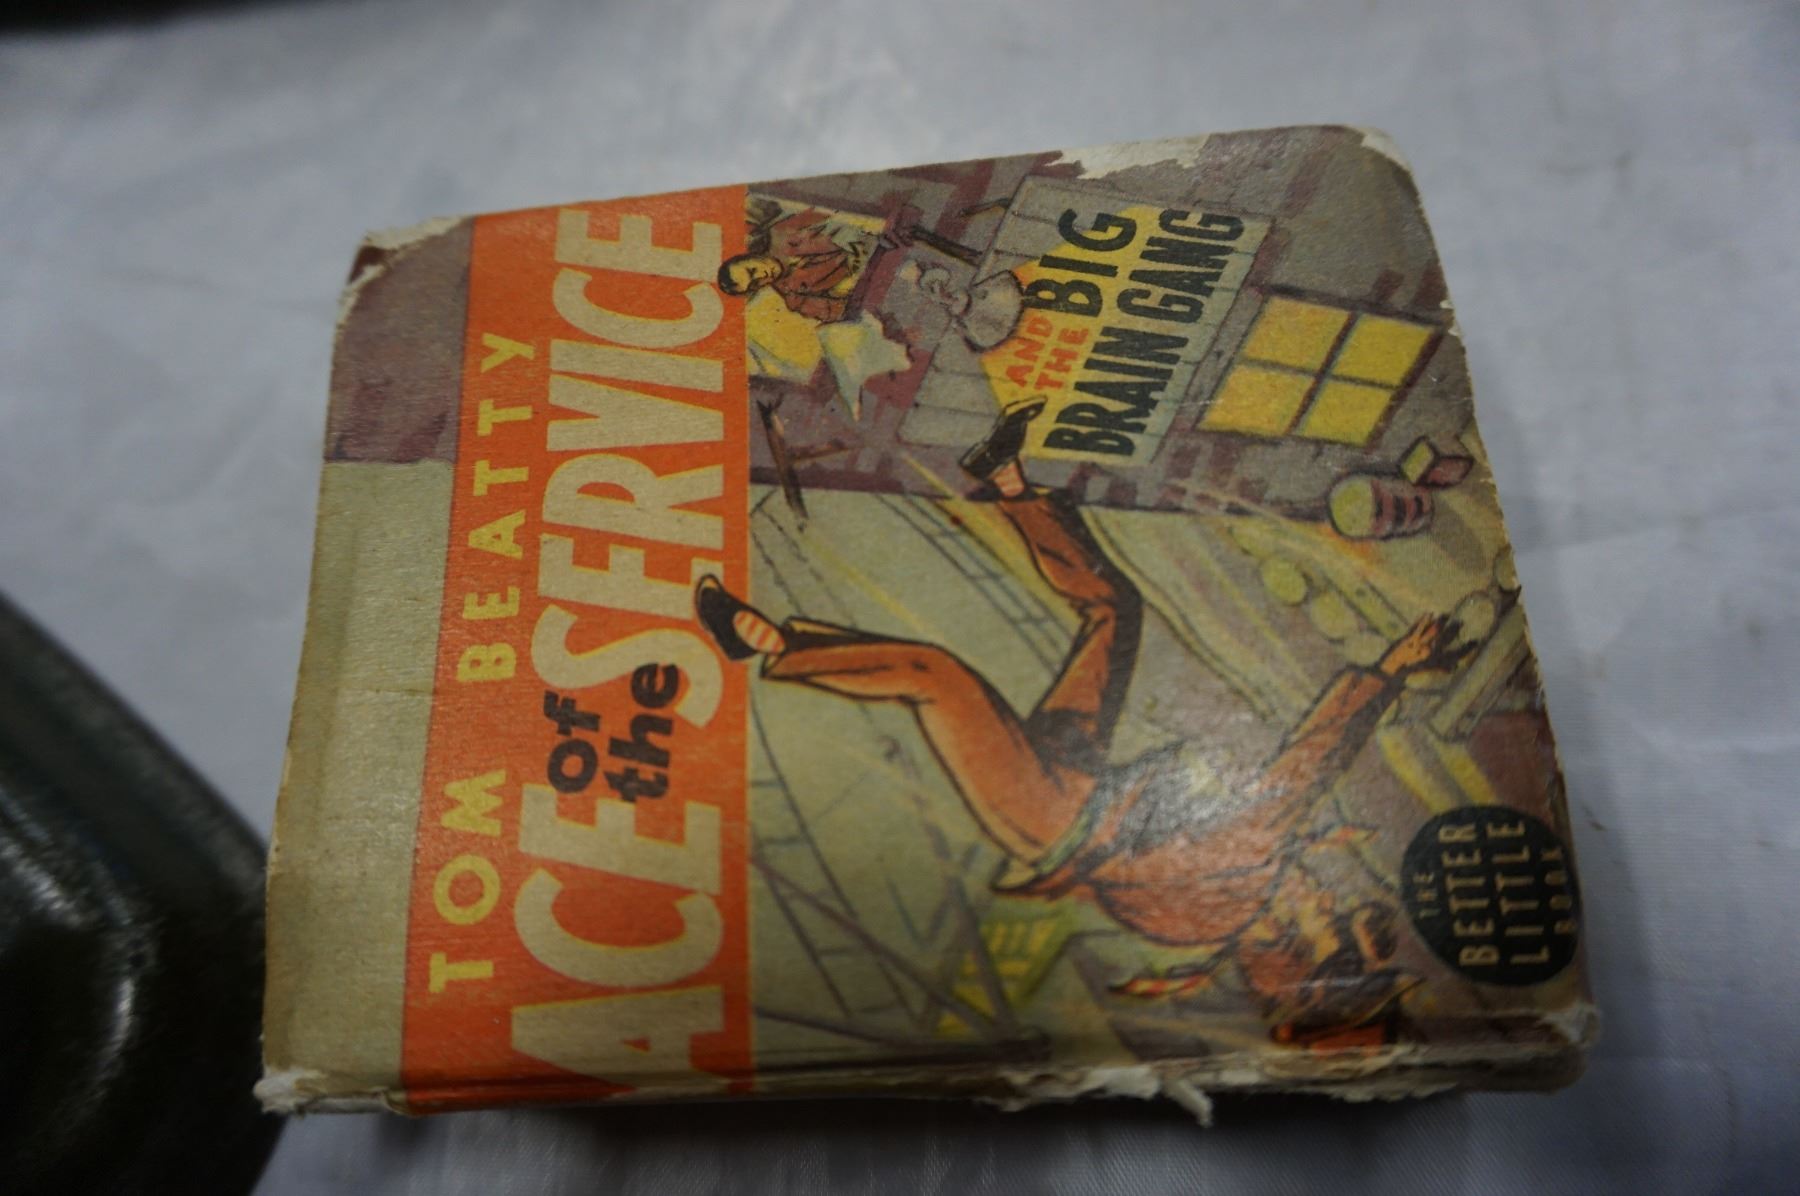 TOM BEATTY
ACE of the SERVICE
AND THE BIG
BRAIN GANG
THE
BETTER
LITTLE
BOOK